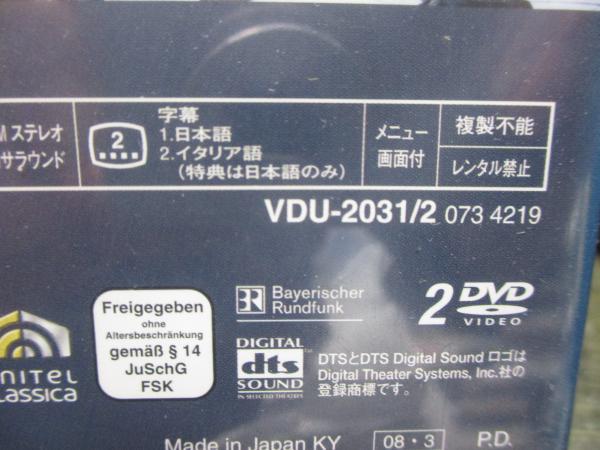 M ステレオ
サラウンド
2
字幕
1.日本語
2.イタリア語
(特典は日本語のみ)
メニュー
画面付
複製不能
レンタル禁止
VDU-2031/2 073 4219
nitel
lassica
Freigegeben
ohne
Altersbeschränkung
gemäß § 14
JuSchG
FSK
BR
Bayerischer
Rundfunk
2 DVD
VIDEO
DIGITAL
dts
SOUND
DTSとDTS Digital Sound ロゴは
Digital Theater Systems, Inc.社の
登録商標です。
Made in Japan KY
08・3
P.D.